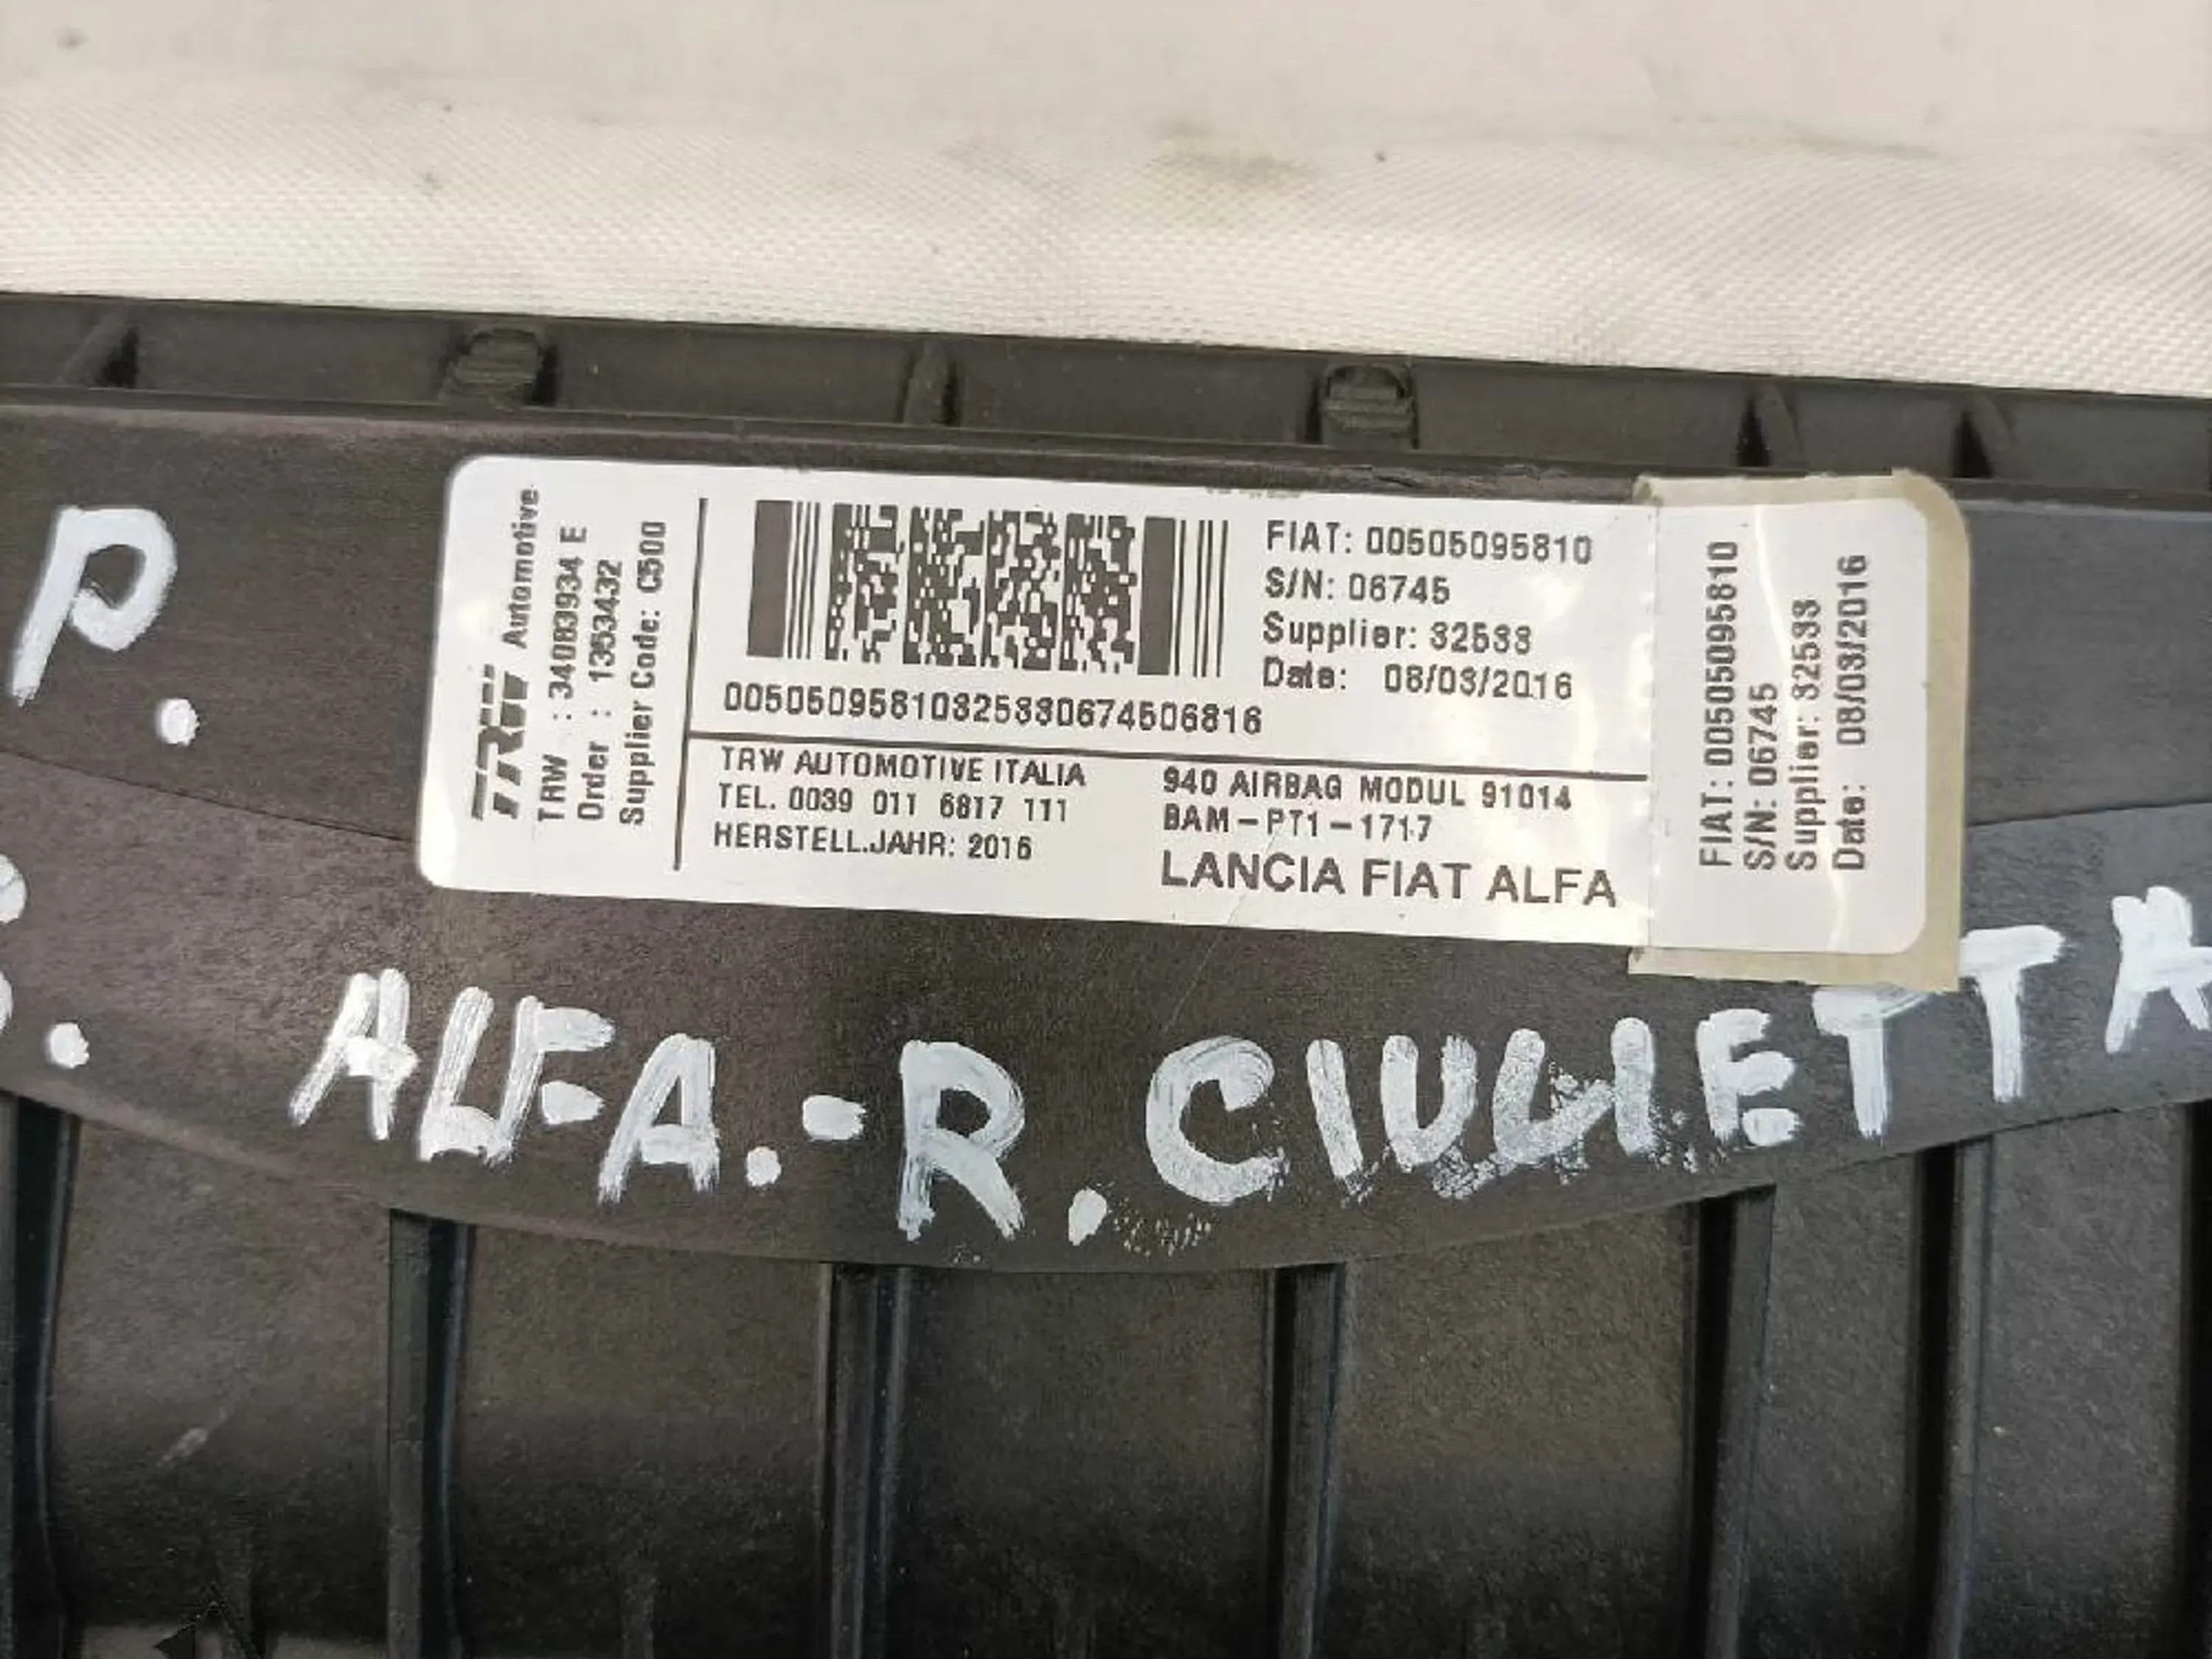 P.
TRW Automotive
TRW : 34083934 E
Order : 1353432
Supplier Code: C500
FIAT: 00505095810
S/N: 06745
Supplier: 32533
Date: 08/03/2016
00505095810325330674506816
TRW AUTOMOTIVE ITALIA
TEL. 0039 011 6817 111
HERSTELL.JAHR: 2016
940 AIRBAG MODUL 91014
BAM-PT1-1717
LANCIA FIAT ALFA
FIAT: 00505095810
S/N: 06745
Supplier: 32533
Date: 08/03/2016
ALFA.-R. CIULIETTA